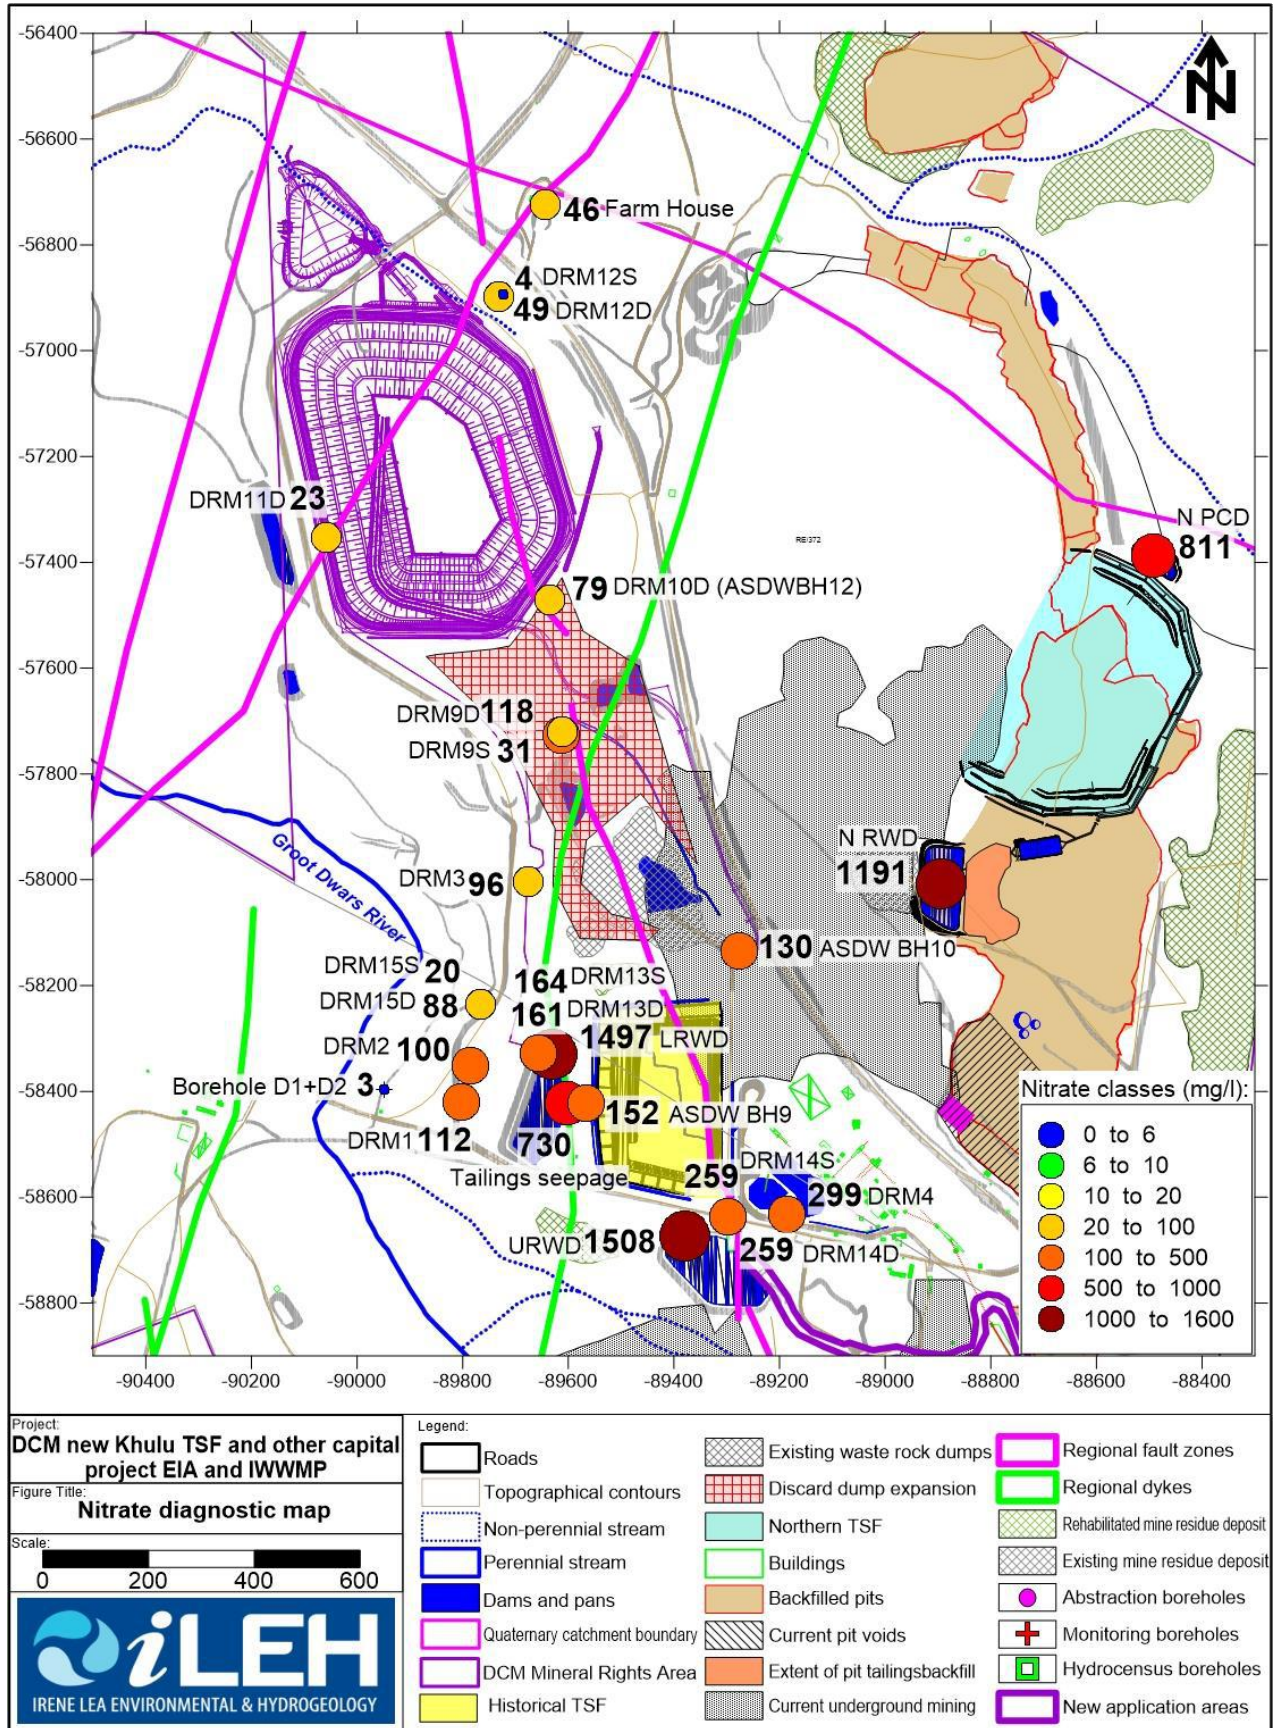 -56400
-56600
-56800
-57000
-57200
-57400
-57600
-57800
-58000
-58200
-58400
-58600
-58800
-90400 -90200 -90000 -89800 -89600 -89400 -89200 -89000 -88800 -88600 -88400
N
46 Farm House
4 DRM12S
49 DRM12D
DRM11D 23
N PCD
811
RE/372
79 DRM10D (ASDWBH12)
DRM9D 118
DRM9S 31
Groot Dwars River
N RWD
1191
DRM3 96
130 ASDW BH10
DRM15S 20
DRM15D 88
164 DRM13S
161 DRM13D
1497 LRWD
DRM2 100
Borehole D1+D2 3
DRM1 112
152 ASDW BH9
730
Tailings seepage
DRM14S
259
299 DRM4
URWD 1508
259 DRM14D
Nitrate classes (mg/l):
0 to 6
6 to 10
10 to 20
20 to 100
100 to 500
500 to 1000
1000 to 1600
Project:
DCM new Khulu TSF and other capital
project EIA and IWWMP
Figure Title:
Nitrate diagnostic map
Scale:
0 200 400 600
iLEH
IRENE LEA ENVIRONMENTAL & HYDROGEOLOGY
Legend:
Roads
Topographical contours
Non-perennial stream
Perennial stream
Dams and pans
Quaternary catchment boundary
DCM Mineral Rights Area
Historical TSF
Existing waste rock dumps
Discard dump expansion
Northern TSF
Buildings
Backfilled pits
Current pit voids
Extent of pit tailingsbackfill
Current underground mining
Regional fault zones
Regional dykes
Rehabilitated mine residue deposit
Existing mine residue deposit
Abstraction boreholes
Monitoring boreholes
Hydrocensus boreholes
New application areas